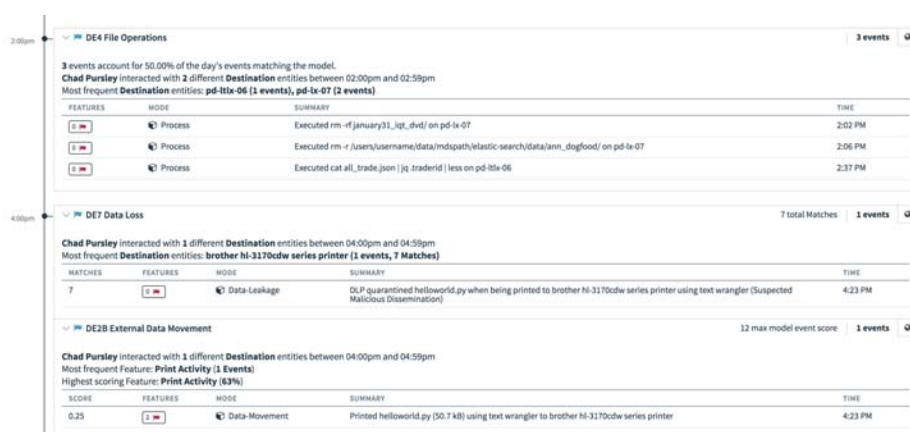 2:00pm
DE4 File Operations 3 events
3 events account for 50.00% of the day's events matching the model.
Chad Pursley interacted with 2 different Destination entities between 02:00pm and 02:59pm
Most frequent Destination entities: pd-ltlx-06 (1 events), pd-lx-07 (2 events)
FEATURES MODE SUMMARY TIME
0 Process Executed rm -rf january31_iqt_dvd/ on pd-lx-07 2:02 PM
0 Process Executed rm -r /users/username/data/mdspath/elastic-search/data/ann_dogfood/ on pd-lx-07 2:06 PM
0 Process Executed cat all_trade.json | jq .traderid | less on pd-ltlx-06 2:37 PM
4:00pm
DE7 Data Loss 7 total Matches 1 events
Chad Pursley interacted with 1 different Destination entities between 04:00pm and 04:59pm
Most frequent Destination entities: brother hl-3170cdw series printer (1 events, 7 Matches)
MATCHES FEATURES MODE SUMMARY TIME
7 0 Data-Leakage DLP quarantined helloworld.py when being printed to brother hl-3170cdw series printer using text wrangler (Suspected 4:23 PM
Malicious Dissemination)
DE2B External Data Movement 12 max model event score 1 events
Chad Pursley interacted with 1 different Destination entities between 04:00pm and 04:59pm
Most frequent Feature: Print Activity (1 Events)
Highest scoring Feature: Print Activity (63%)
SCORE FEATURES MODE SUMMARY TIME
0.25 2 Data-Movement Printed helloworld.py (50.7 kB) using text wrangler to brother hl-3170cdw series printer 4:23 PM